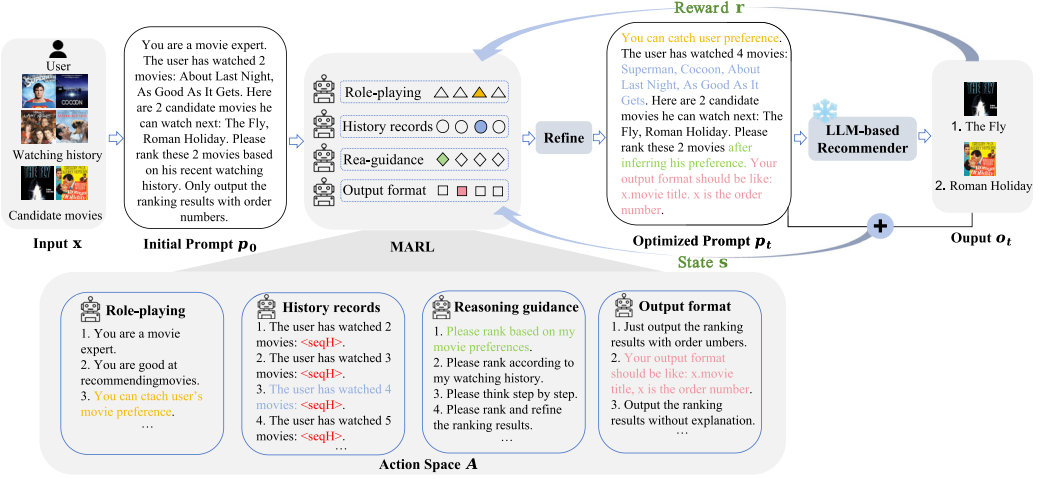 Reward r
User
Watching history
Candidate movies
Input x
You are a movie expert.
The user has watched 2
movies: About Last Night,
As Good As It Gets. Here
are 2 candidate movies he
can watch next: The Fly,
Roman Holiday. Please
rank these 2 movies based
on his recent watching
history. Only output the
ranking results with order
numbers.
Initial Prompt p0
Role-playing
History records
Rea-guidance
Output format
MARL
Refine
You can catch user preference.
The user has watched 4 movies:
Superman, Cocoon, About
Last Night, As Good As It
Gets. Here are 2 candidate
movies he can watch next: The
Fly, Roman Holiday. Please
rank these 2 movies after
inferring his preference. Your
output format should be like:
x.movie title. x is the order
number.
Optimized Prompt pt
LLM-based
Recommender
1. The Fly
2. Roman Holiday
Ouput ot
+
State s
Role-playing
1. You are a movie
expert.
2. You are good at
recommendingmovies.
3. You can ctach user's
movie preference.
…
History records
1. The user has watched 2
movies: <seqH>.
2. The user has watched 3
movies: <seqH>.
3. The user has watched 4
movies: <seqH>.
4. The user has watched 5
movies: <seqH>.
…
Reasoning guidance
1. Please rank based on my
movie preferences.
2. Please rank according to
my watching history.
3. Please think step by step.
4. Please rank and refine
the ranking results.
…
Output format
1. Just output the ranking
results with order umbers.
2. Your output format
should be like: x.movie
title, x is the order number.
3. Output the ranking
results without explanation.
…
Action Space A